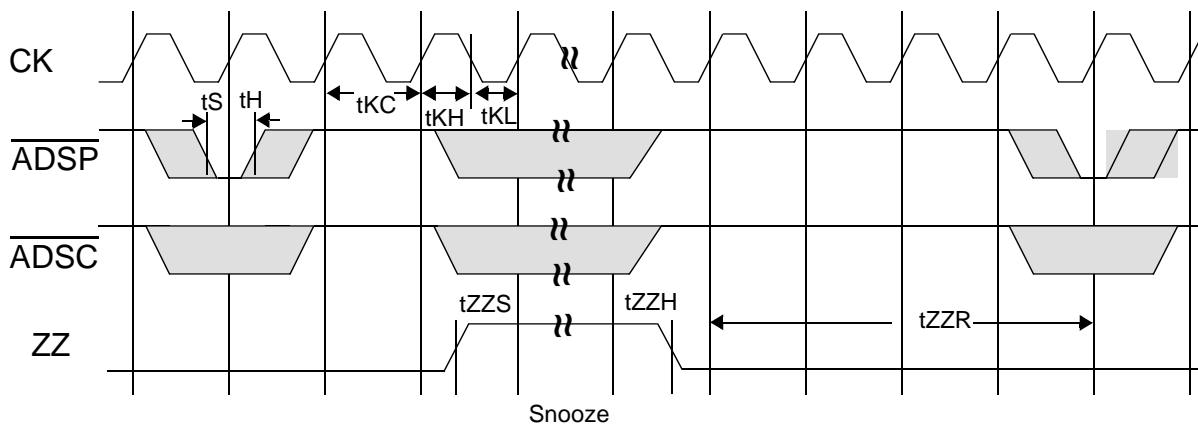 CK
tS
tH
tKC
tKH
tKL
ADSP
ADSC
tZZS
tZZH
tZZR
ZZ
Snooze